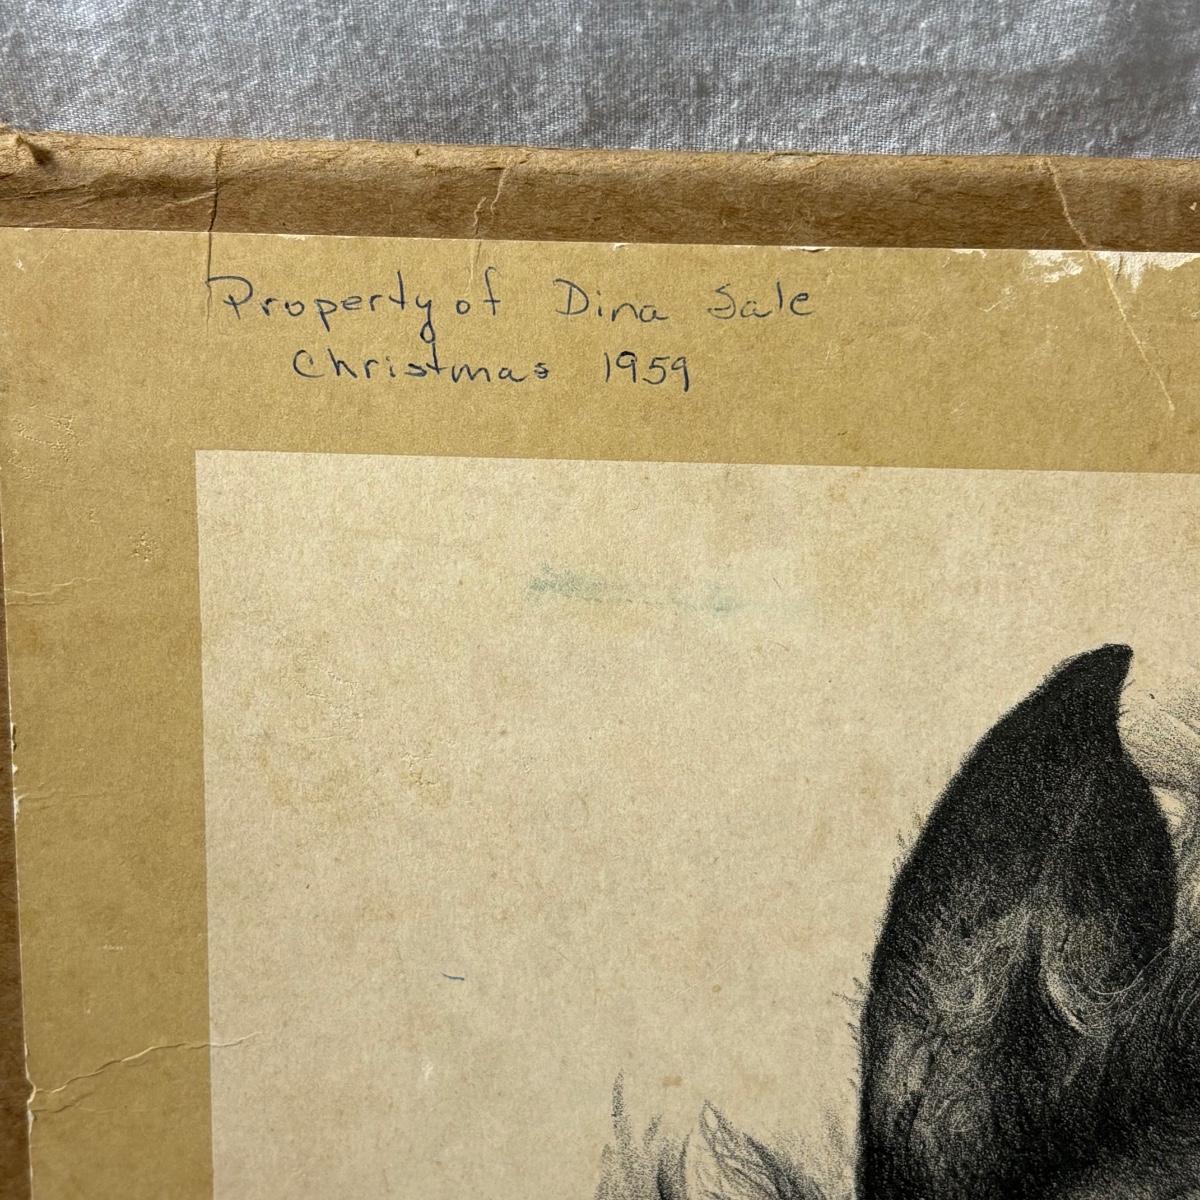 Property of Dina Sale
Christmas 1959